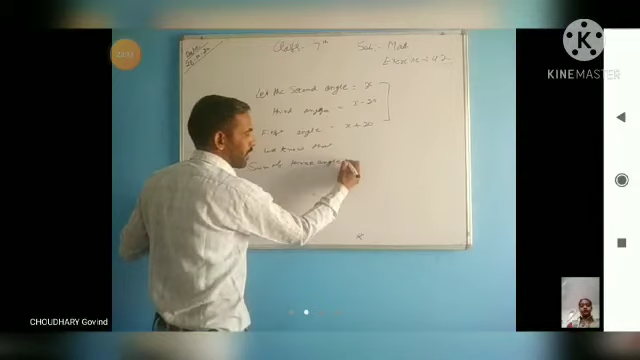 Class:- 7th Sub:- Mat
Let the Second angle = x
third angle = x - 20
First angle = x + 20
We know that
Sum of three angle
KINEMASTER
CHOUDHARY Govind